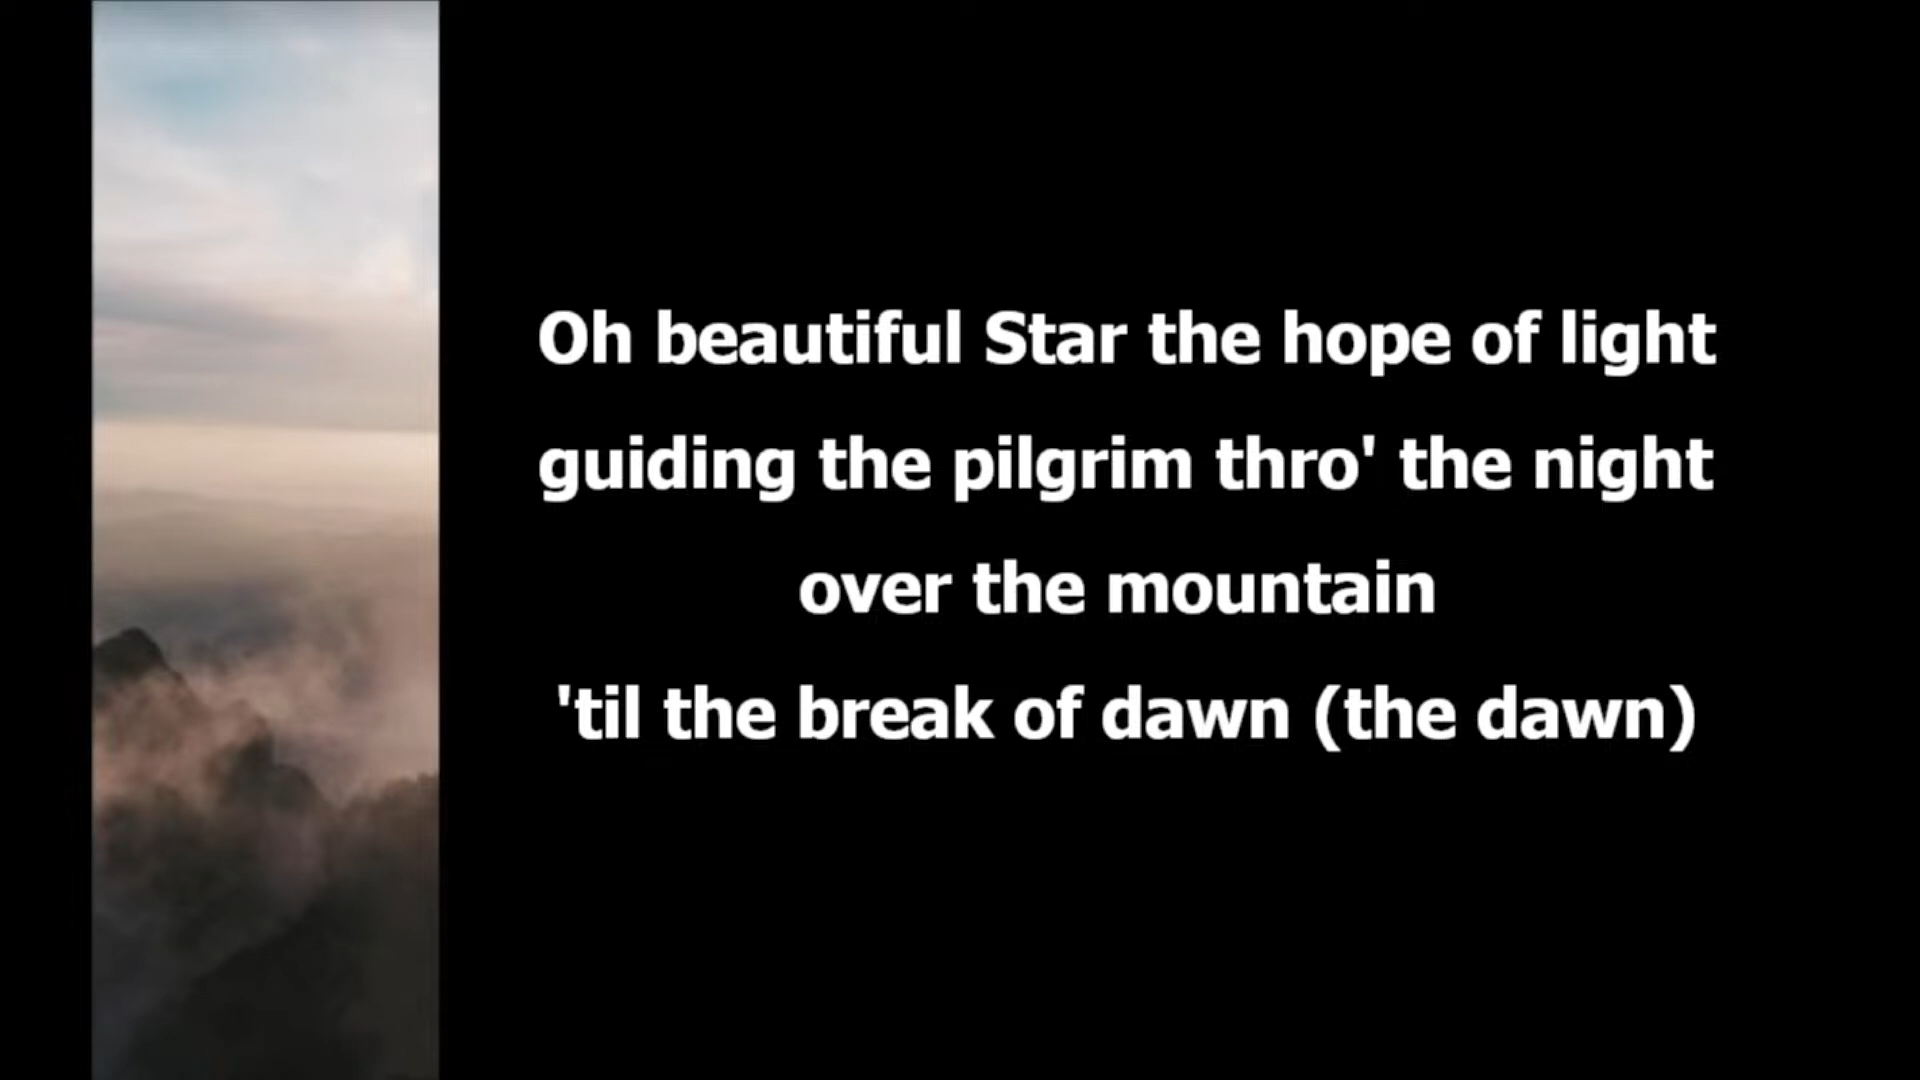 Oh beautiful Star the hope of light
guiding the pilgrim thro' the night
over the mountain
'til the break of dawn (the dawn)